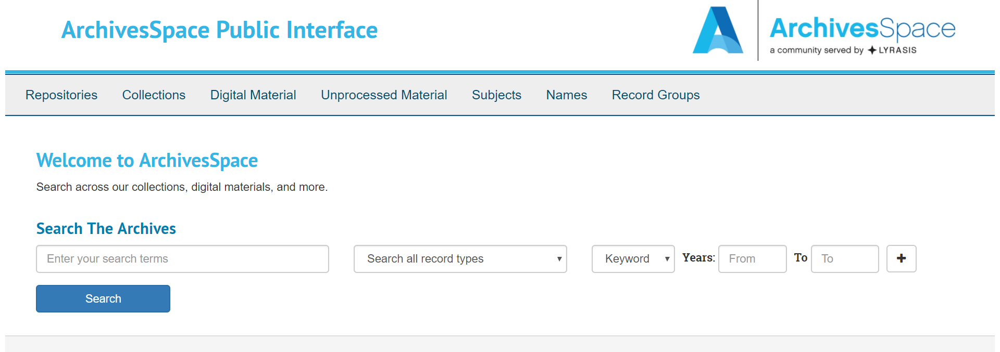 ArchivesSpace Public Interface
ArchivesSpace
a community served by LYRASIS
Repositories Collections Digital Material Unprocessed Material Subjects Names Record Groups
Welcome to ArchivesSpace
Search across our collections, digital materials, and more.
Search The Archives
Enter your search terms Search all record types Keyword Years: From To To +
Search